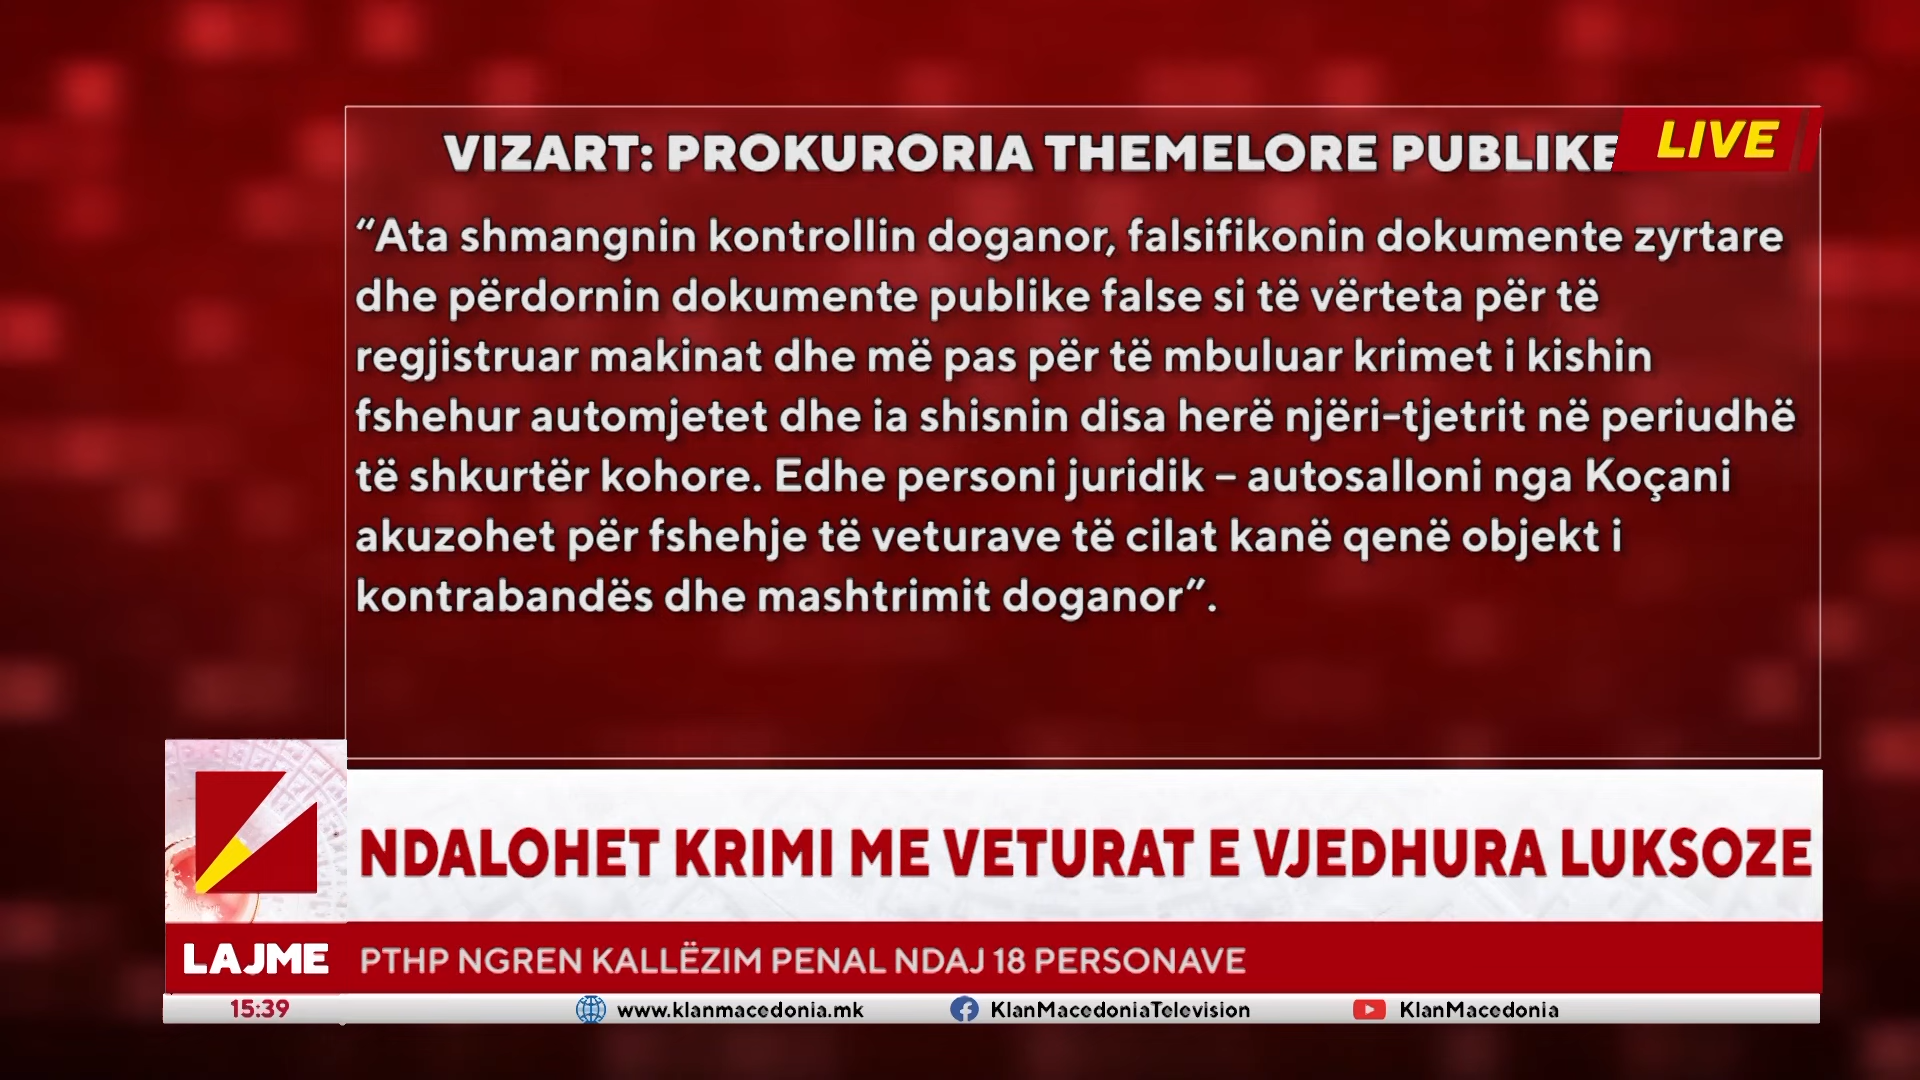 LIVE
VIZART: PROKURORIA THEMELORE PUBLIKE
“Ata shmangnin kontrollin doganor, falsifikonin dokumente zyrtare
dhe përdornin dokumente publike false si të vërteta për të
regjistruar makinat dhe më pas për të mbuluar krimet i kishin
fshehur automjetet dhe ia shisnin disa herë njëri-tjetrit në periudhë
të shkurtër kohore. Edhe personi juridik – autosalloni nga Koçani
akuzohet për fshehje të veturave të cilat kanë qenë objekt i
kontrabandës dhe mashtrimit doganor”.
NDALOHET KRIMI ME VETURAT E VJEDHURA LUKSOZE
LAJME
PTHP NGREN KALLËZIM PENAL NDAJ 18 PERSONAVE
15:39
www.klanmacedonia.mk
KlanMacedoniaTelevision
KlanMacedonia